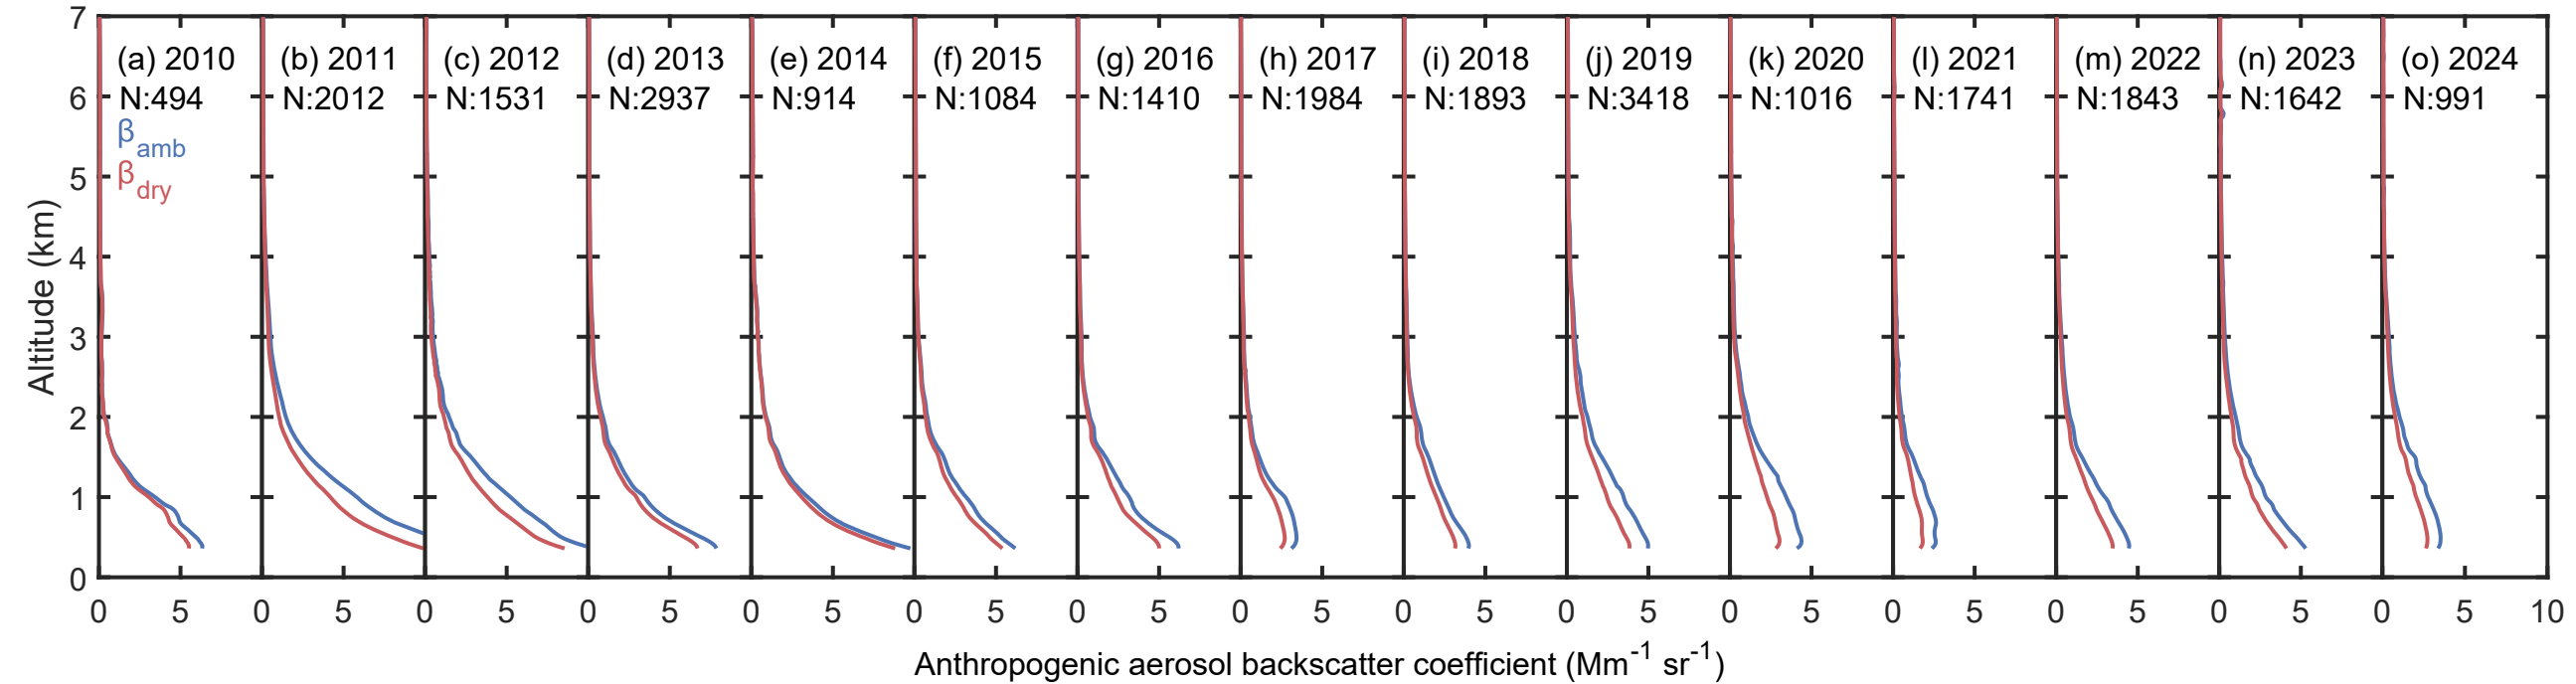 7
6
5
4
3
2
1
0
Altitude (km)
(a) 2010
N:494
β_amb
β_dry
(b) 2011
N:2012
(c) 2012
N:1531
(d) 2013
N:2937
(e) 2014
N:914
(f) 2015
N:1084
(g) 2016
N:1410
(h) 2017
N:1984
(i) 2018
N:1893
(j) 2019
N:3418
(k) 2020
N:1016
(l) 2021
N:1741
(m) 2022
N:1843
(n) 2023
N:1642
(o) 2024
N:991
0 5 0 5 0 5 0 5 0 5 0 5 0 5 0 5 0 5 0 5 0 5 0 5 0 5 0 5 0 5 10
Anthropogenic aerosol backscatter coefficient (Mm⁻¹ sr⁻¹)